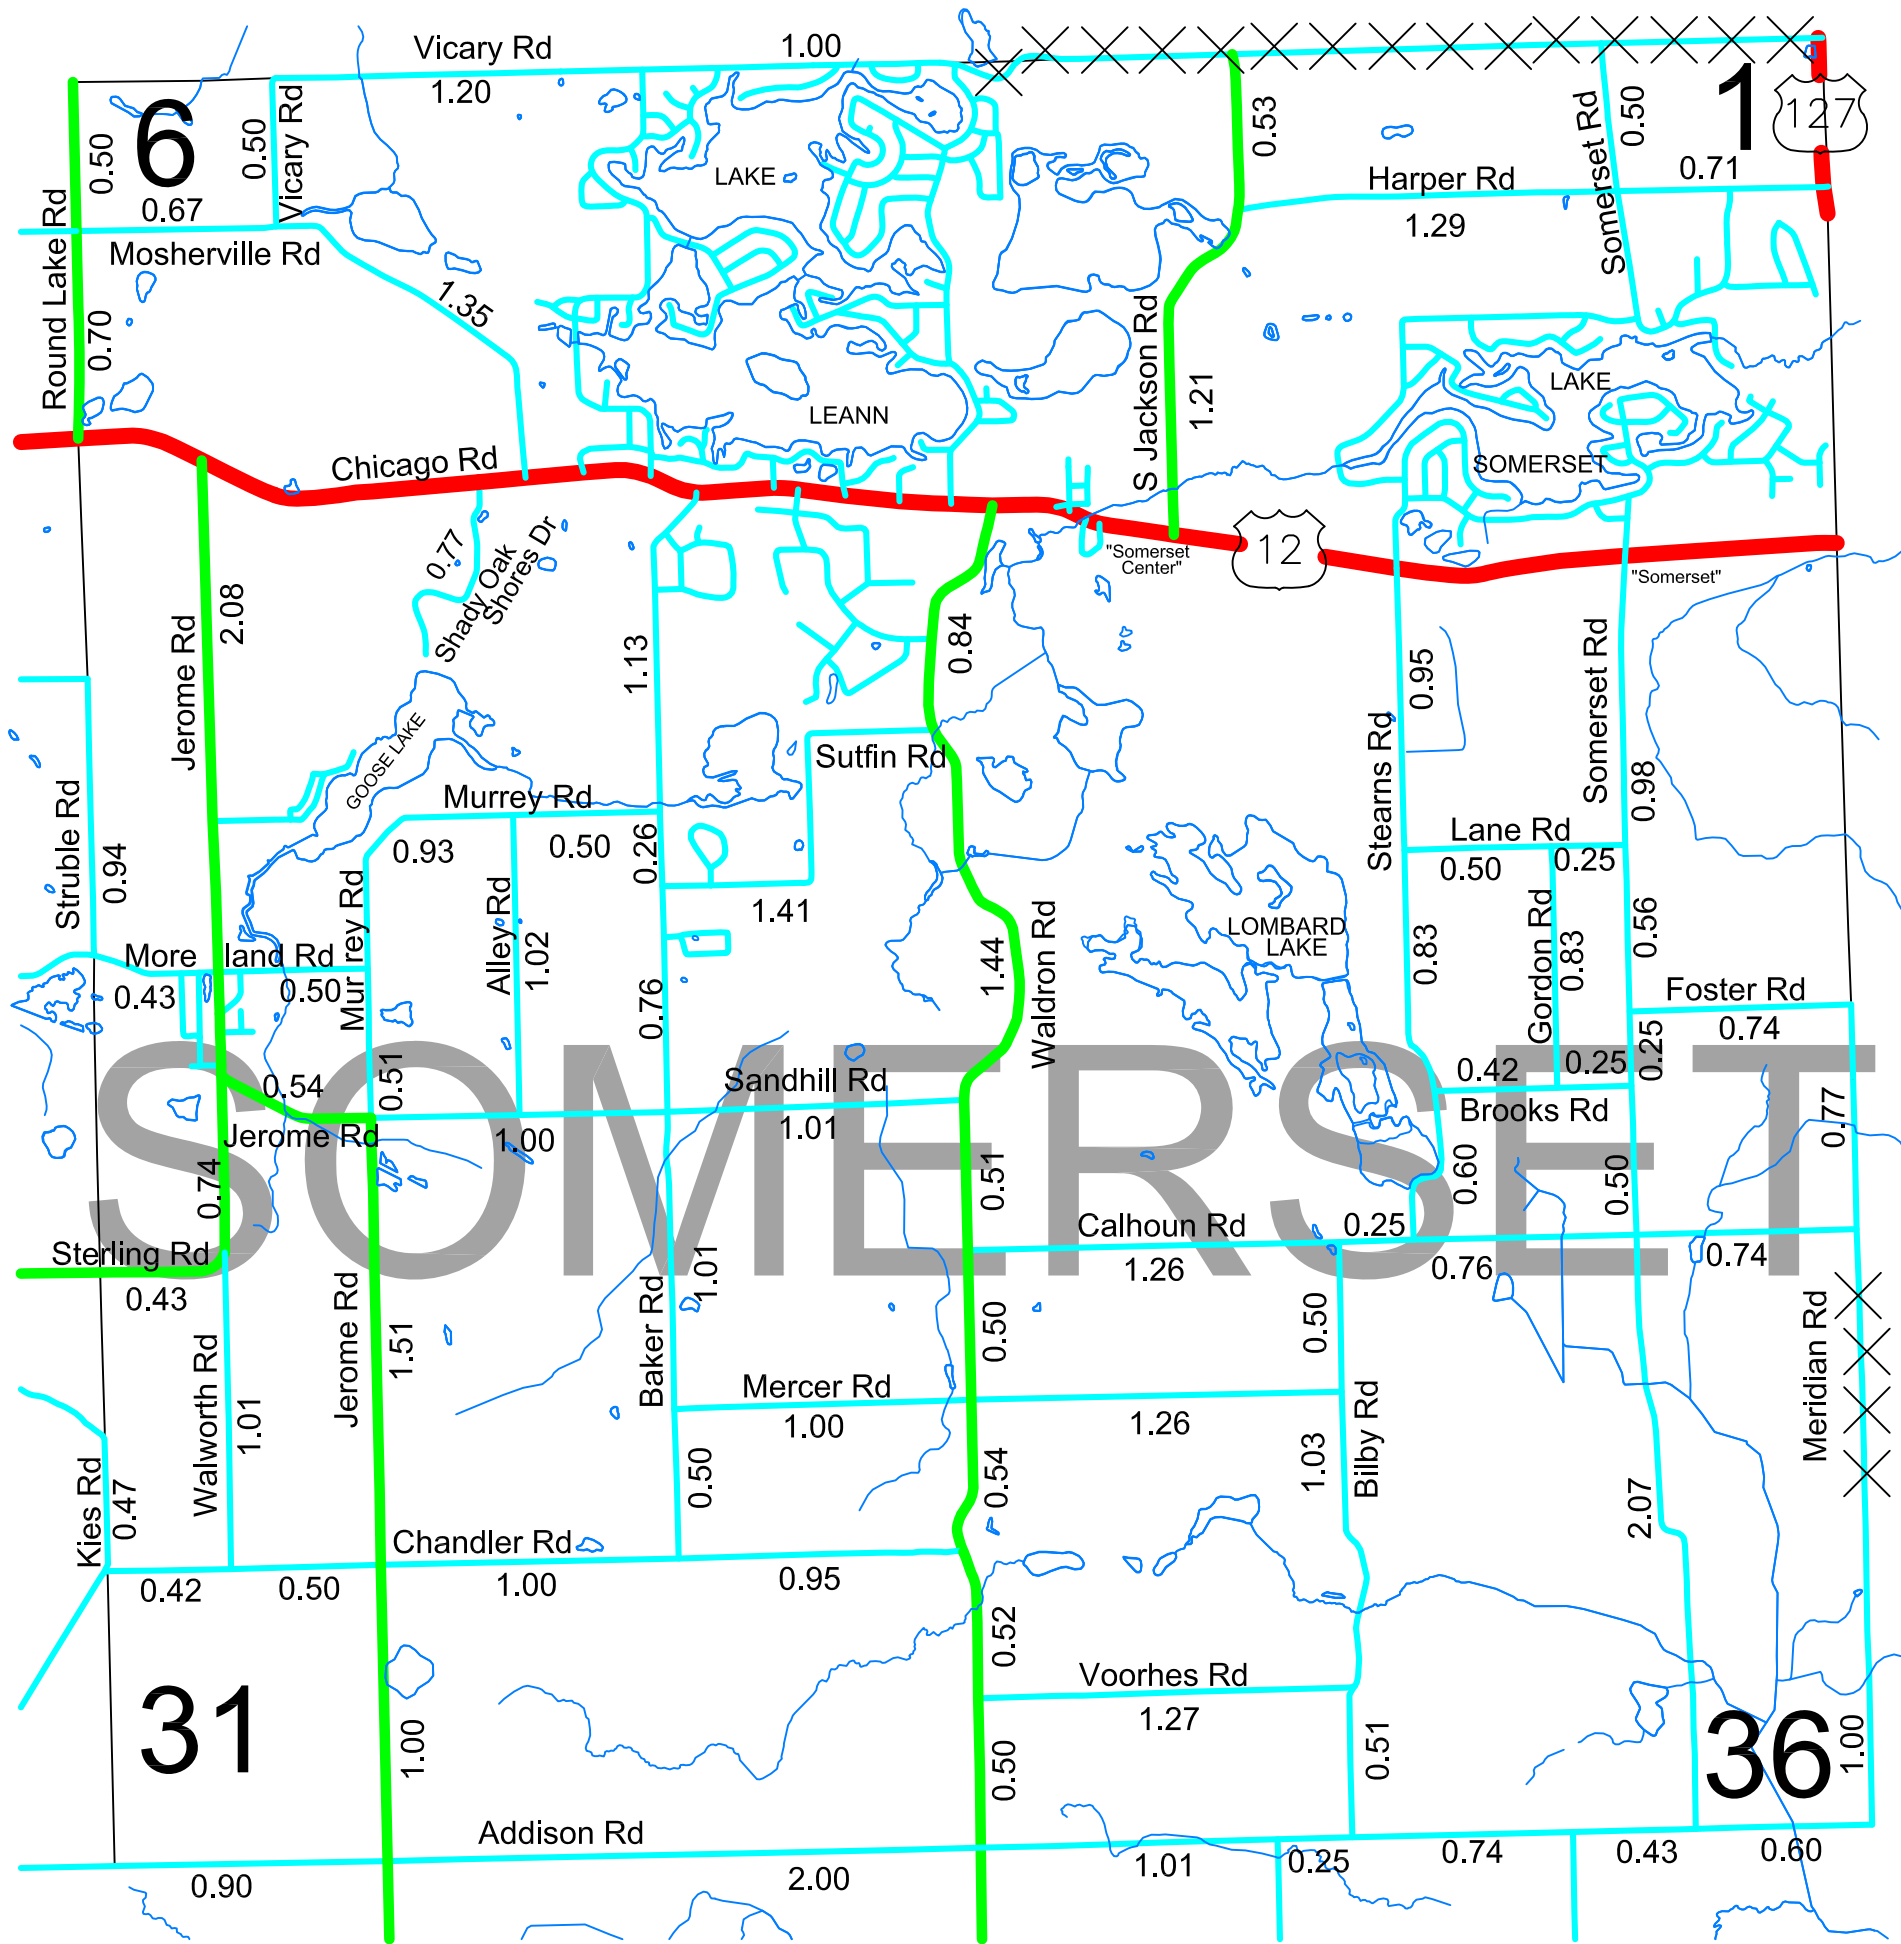 Vicary Rd
1.00
1.20
6
0.50
0.50
Vicary Rd
0.53
Somerset Rd
0.50
1
127
LAKE
Harper Rd
0.71
0.67
1.29
Round Lake Rd
Mosherville Rd
1.35
0.70
S Jackson Rd
1.21
LAKE
LEANN
Chicago Rd
SOMERSET
0.77
Shady Oak
Shores Dr
"Somerset
Center"
12
"Somerset"
Jerome Rd
2.08
1.13
0.84
0.95
Somerset Rd
GOOSE LAKE
Sutfin Rd
Stearns Rd
0.98
Struble Rd
0.94
Murrey Rd
0.93
0.50
0.26
Lane Rd
0.50
0.25
Murrey Rd
Alley Rd
1.02
1.41
LOMBARD
LAKE
0.83
Gordon Rd
0.83
0.56
More land Rd
0.43
0.50
0.76
1.44
Waldron Rd
Foster Rd
0.74
0.25
SOMERSET
0.54
0.51
Sandhill Rd
0.42
0.25
Jerome Rd
1.00
1.01
Brooks Rd
0.77
0.74
0.51
0.60
0.50
Sterling Rd
0.43
Calhoun Rd
0.25
1.26
0.76
0.74
1.01
Baker Rd
Jerome Rd
1.51
0.50
0.50
Meridian Rd
Walworth Rd
1.01
Mercer Rd
1.00
1.26
Bilby Rd
1.03
Kies Rd
0.47
0.50
0.54
2.07
Chandler Rd
0.42
0.50
1.00
0.95
0.52
Voorhes Rd
1.27
31
1.00
0.50
0.51
36
1.00
Addison Rd
0.90
2.00
1.01
0.25
0.74
0.43
0.60